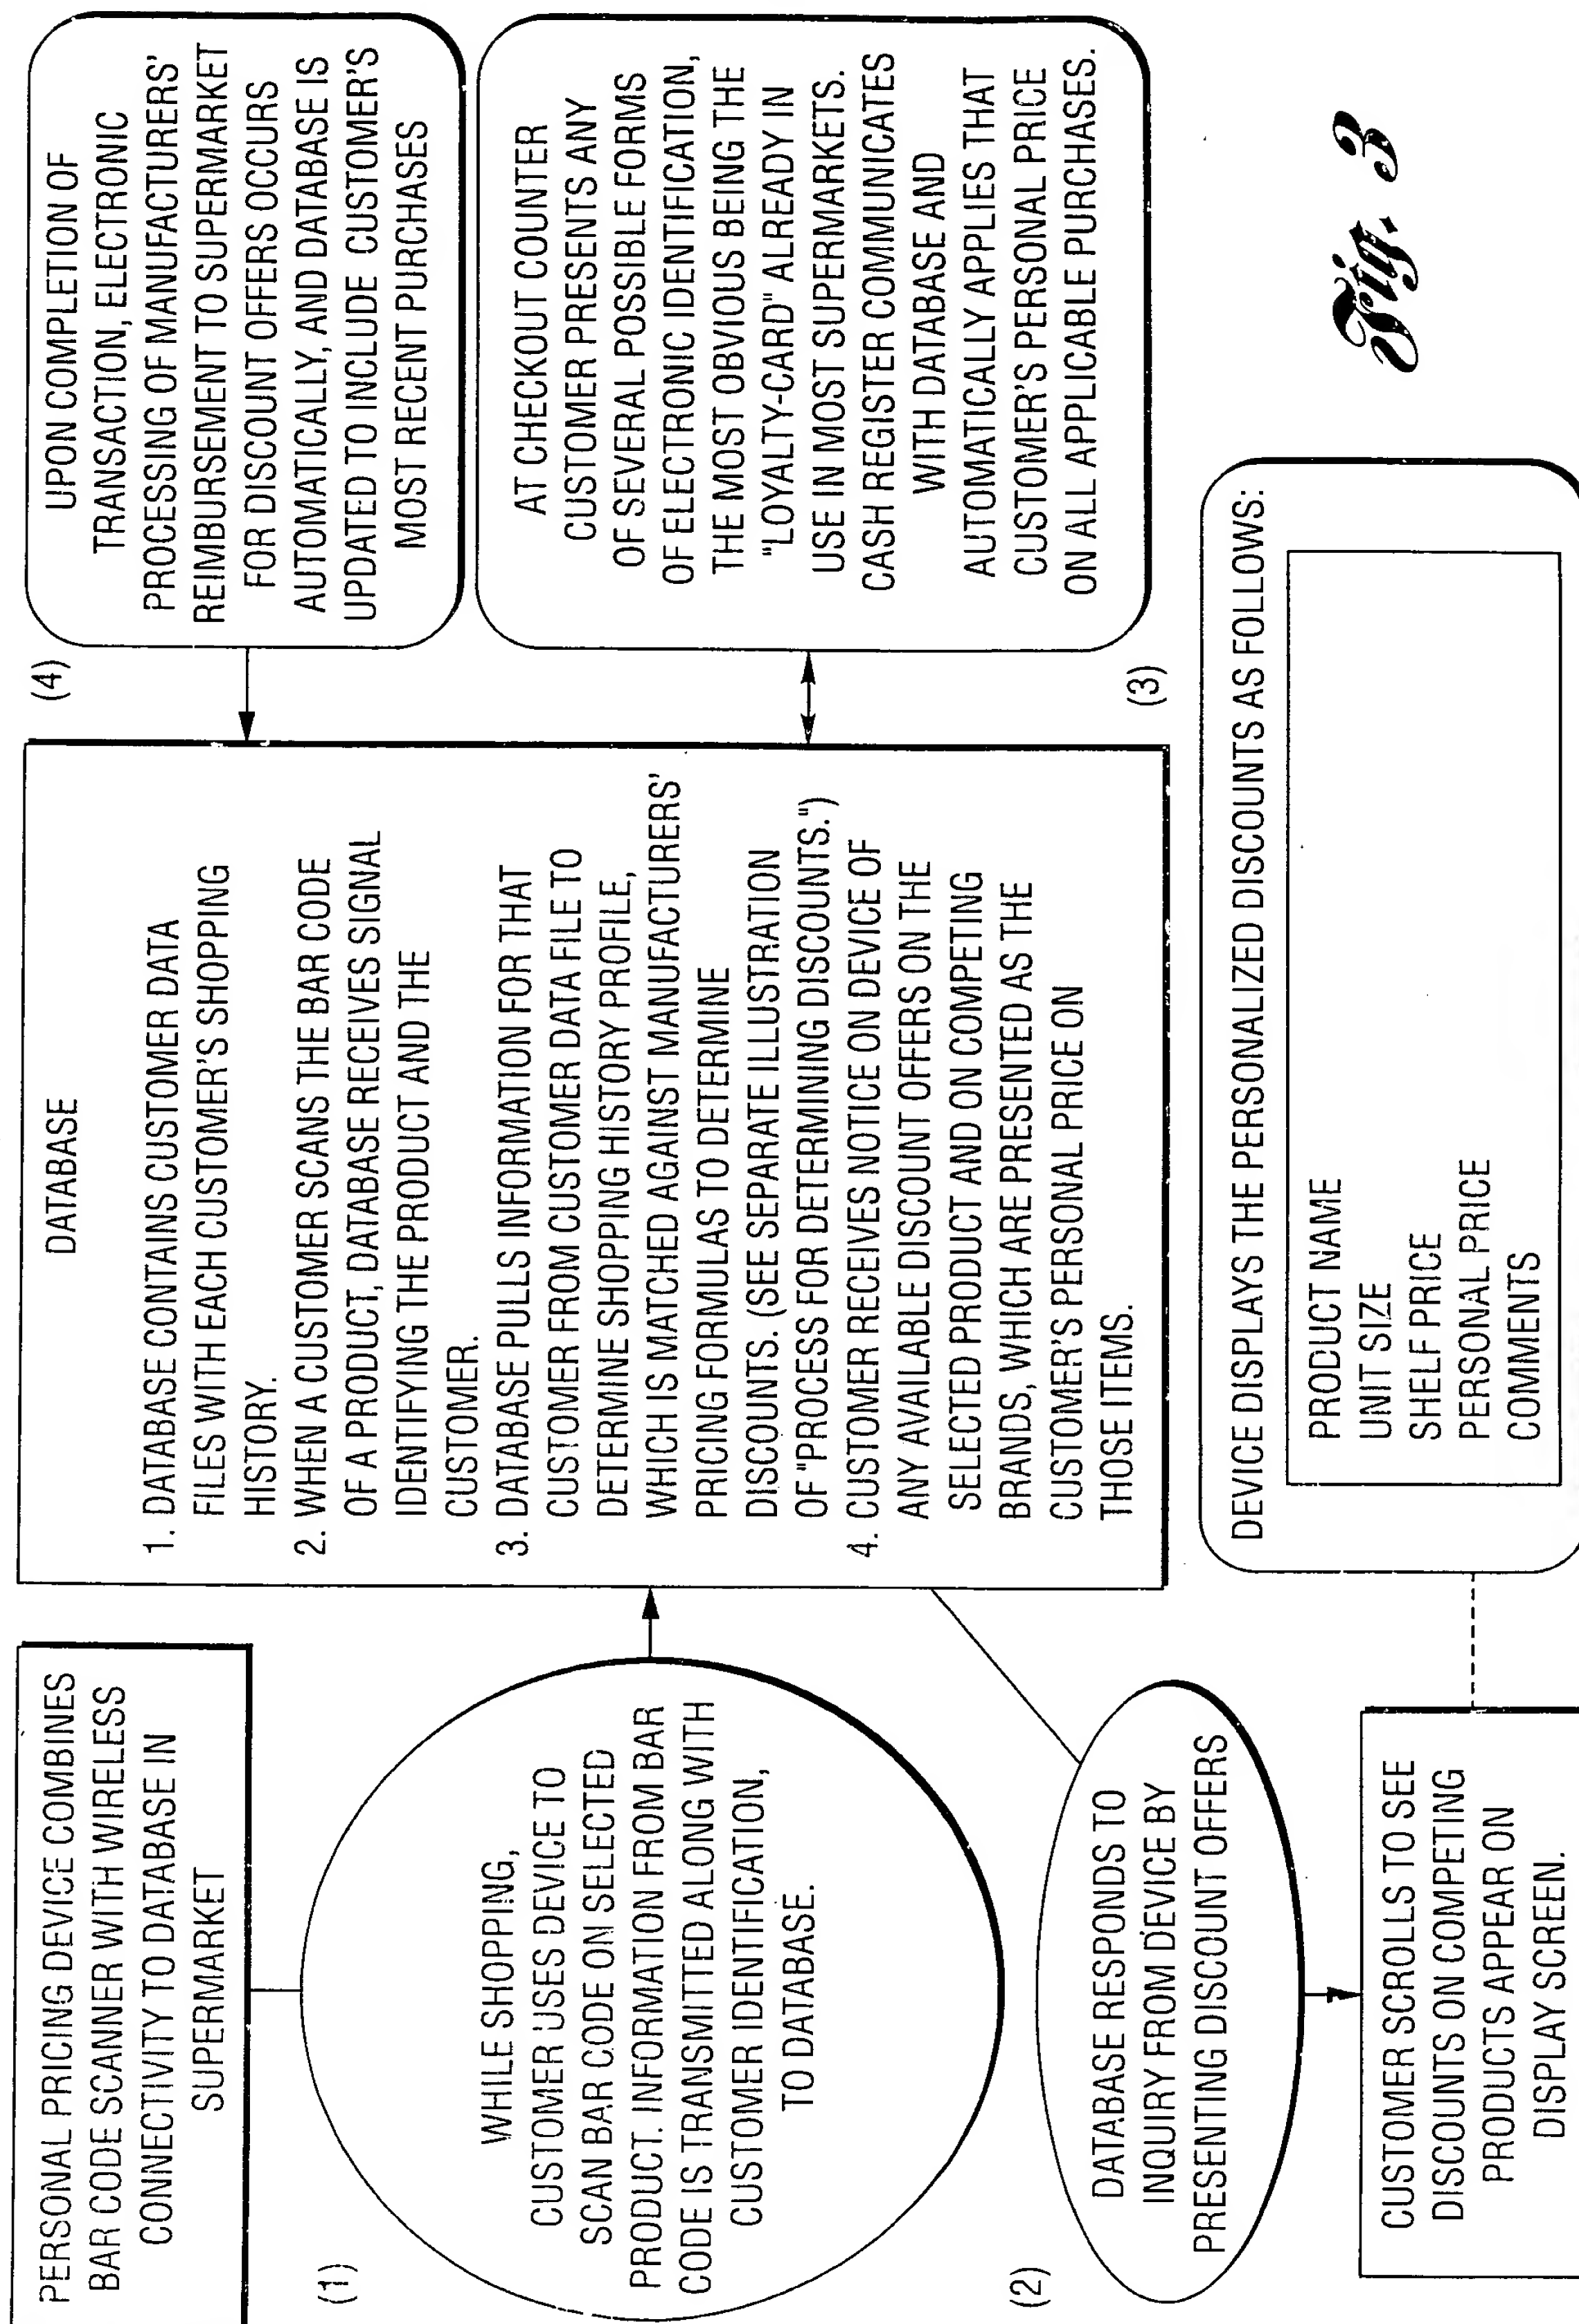 PERSONAL PRICING DEVICE COMBINES
BAR CODE SCANNER WITH WIRELESS
CONNECTIVITY TO DATABASE IN
SUPERMARKET
(1)
WHILE SHOPPING,
CUSTOMER USES DEVICE TO
SCAN BAR CODE ON SELECTED
PRODUCT. INFORMATION FROM BAR
CODE IS TRANSMITTED ALONG WITH
CUSTOMER IDENTIFICATION,
TO DATABASE.
(2)
DATABASE RESPONDS TO
INQUIRY FROM DEVICE BY
PRESENTING DISCOUNT OFFERS
CUSTOMER SCROLLS TO SEE
DISCOUNTS ON COMPETING
PRODUCTS APPEAR ON
DISPLAY SCREEN.
DATABASE
1. DATABASE CONTAINS CUSTOMER DATA
FILES WITH EACH CUSTOMER'S SHOPPING
HISTORY.
2. WHEN A CUSTOMER SCANS THE BAR CODE
OF A PRODUCT, DATABASE RECEIVES SIGNAL
IDENTIFYING THE PRODUCT AND THE
CUSTOMER.
3. DATABASE PULLS INFORMATION FOR THAT
CUSTOMER FROM CUSTOMER DATA FILE TO
DETERMINE SHOPPING HISTORY PROFILE,
WHICH IS MATCHED AGAINST MANUFACTURERS'
PRICING FORMULAS TO DETERMINE
DISCOUNTS. (SEE SEPARATE ILLUSTRATION
OF "PROCESS FOR DETERMINING DISCOUNTS.")
4. CUSTOMER RECEIVES NOTICE ON DEVICE OF
ANY AVAILABLE DISCOUNT OFFERS ON THE
SELECTED PRODUCT AND ON COMPETING
BRANDS, WHICH ARE PRESENTED AS THE
CUSTOMER'S PERSONAL PRICE ON
THOSE ITEMS.
DEVICE DISPLAYS THE PERSONALIZED DISCOUNTS AS FOLLOWS:
PRODUCT NAME
UNIT SIZE
SHELF PRICE
PERSONAL PRICE
COMMENTS
(4)
UPON COMPLETION OF
TRANSACTION, ELECTRONIC
PROCESSING OF MANUFACTURERS'
REIMBURSEMENT TO SUPERMARKET
FOR DISCOUNT OFFERS OCCURS
AUTOMATICALLY, AND DATABASE IS
UPDATED TO INCLUDE CUSTOMER'S
MOST RECENT PURCHASES
(3)
AT CHECKOUT COUNTER
CUSTOMER PRESENTS ANY
OF SEVERAL POSSIBLE FORMS
OF ELECTRONIC IDENTIFICATION,
THE MOST OBVIOUS BEING THE
"LOYALTY-CARD" ALREADY IN
USE IN MOST SUPERMARKETS.
CASH REGISTER COMMUNICATES
WITH DATABASE AND
AUTOMATICALLY APPLIES THAT
CUSTOMER'S PERSONAL PRICE
ON ALL APPLICABLE PURCHASES.
Fig. 3